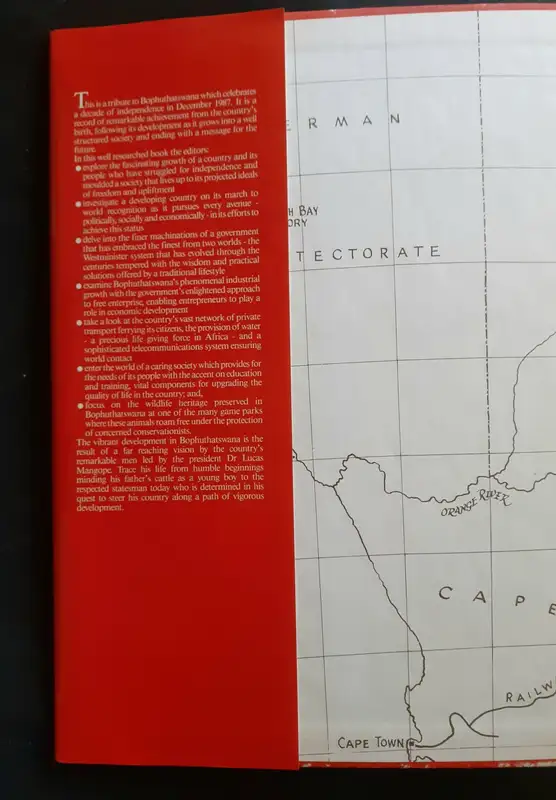 This is a tribute to Bophuthatswana which celebrates
a decade of independence in December 1987. It is a
record of remarkable achievement from the country's
birth, following its development as it grows into a well
structured society and ending with a message for the
future.
In this well researched book the editors:
● explore the fascinating growth of a country and its
people who have struggled for independence and
moulded a society that lives up to its projected ideals
of freedom and upliftment
● investigate a developing country on its march to
world recognition as it pursues every avenue -
politically, socially and economically - in its efforts to
achieve this status
● delve into the finer machinations of a government
that has embraced the finest from two worlds - the
Westminister system that has evolved through the
centuries tempered with the wisdom and practical
solutions offered by a traditional lifestyle
● examine Bophuthatswana's phenomenal industrial
growth with the government's enlightened approach
to free enterprise, enabling entrepreneurs to play a
role in economic development
● take a look at the country's vast network of private
transport ferrying its citizens, the provision of water
- a precious life giving force in Africa - and a
sophisticated telecommunications system ensuring
world contact
● enter the world of a caring society which provides for
the needs of its people with the accent on education
and training, vital components for upgrading the
quality of life in the country; and,
● focus on the wildlife heritage preserved in
Bophuthatswana at one of the many game parks
where these animals roam free under the protection
of concerned conservationists.
The vibrant development in Bophuthatswana is the
result of a far reaching vision by the country's
remarkable men led by the president Dr Lucas
Mangope. Trace his life from humble beginnings
minding his father's cattle as a young boy to the
respected statesman today who is determined in his
quest to steer his country along a path of vigorous
development.
ERMAN
H BAY
ORY
TECTORATE
ORANGE RIVER
CAPE
RAILW
CAPE TOWN